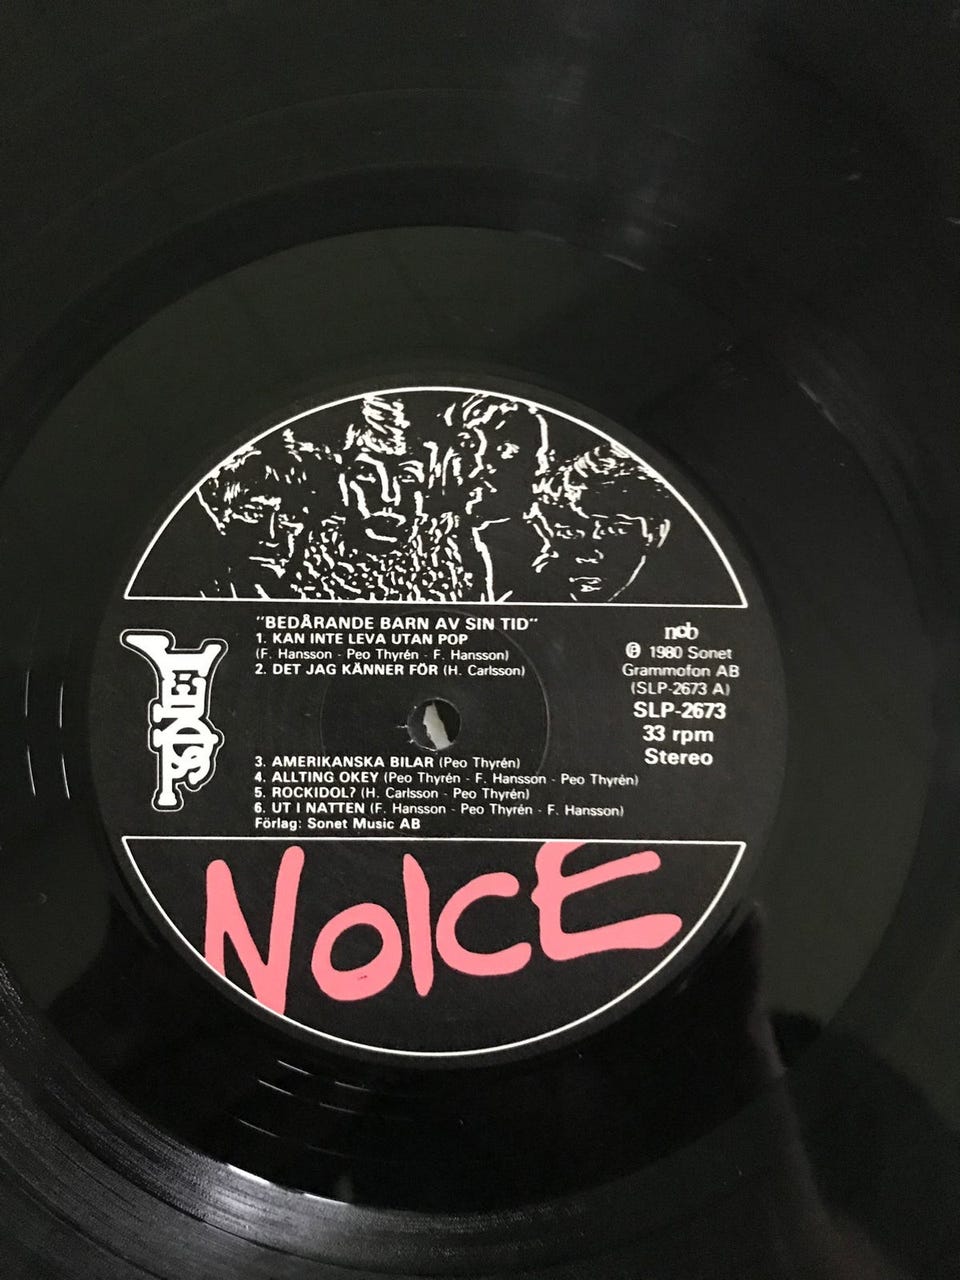 "BEDÅRANDE BARN AV SIN TID"
1. KAN INTE LEVA UTAN POP
(F. Hansson - Peo Thyrén - F. Hansson)
2. DET JAG KÄNNER FÖR (H. Carlsson)
SONET
ncb
℗ 1980 Sonet
Grammofon AB
(SLP-2673 A)
SLP-2673
33 rpm
Stereo
3. AMERIKANSKA BILAR (Peo Thyrén)
4. ALLTING OKEY (Peo Thyrén - F. Hansson - Peo Thyrén)
5. ROCKIDOL? (H. Carlsson - Peo Thyrén)
6. UT I NATTEN (F. Hansson - Peo Thyrén - F. Hansson)
Förlag: Sonet Music AB
NOICE